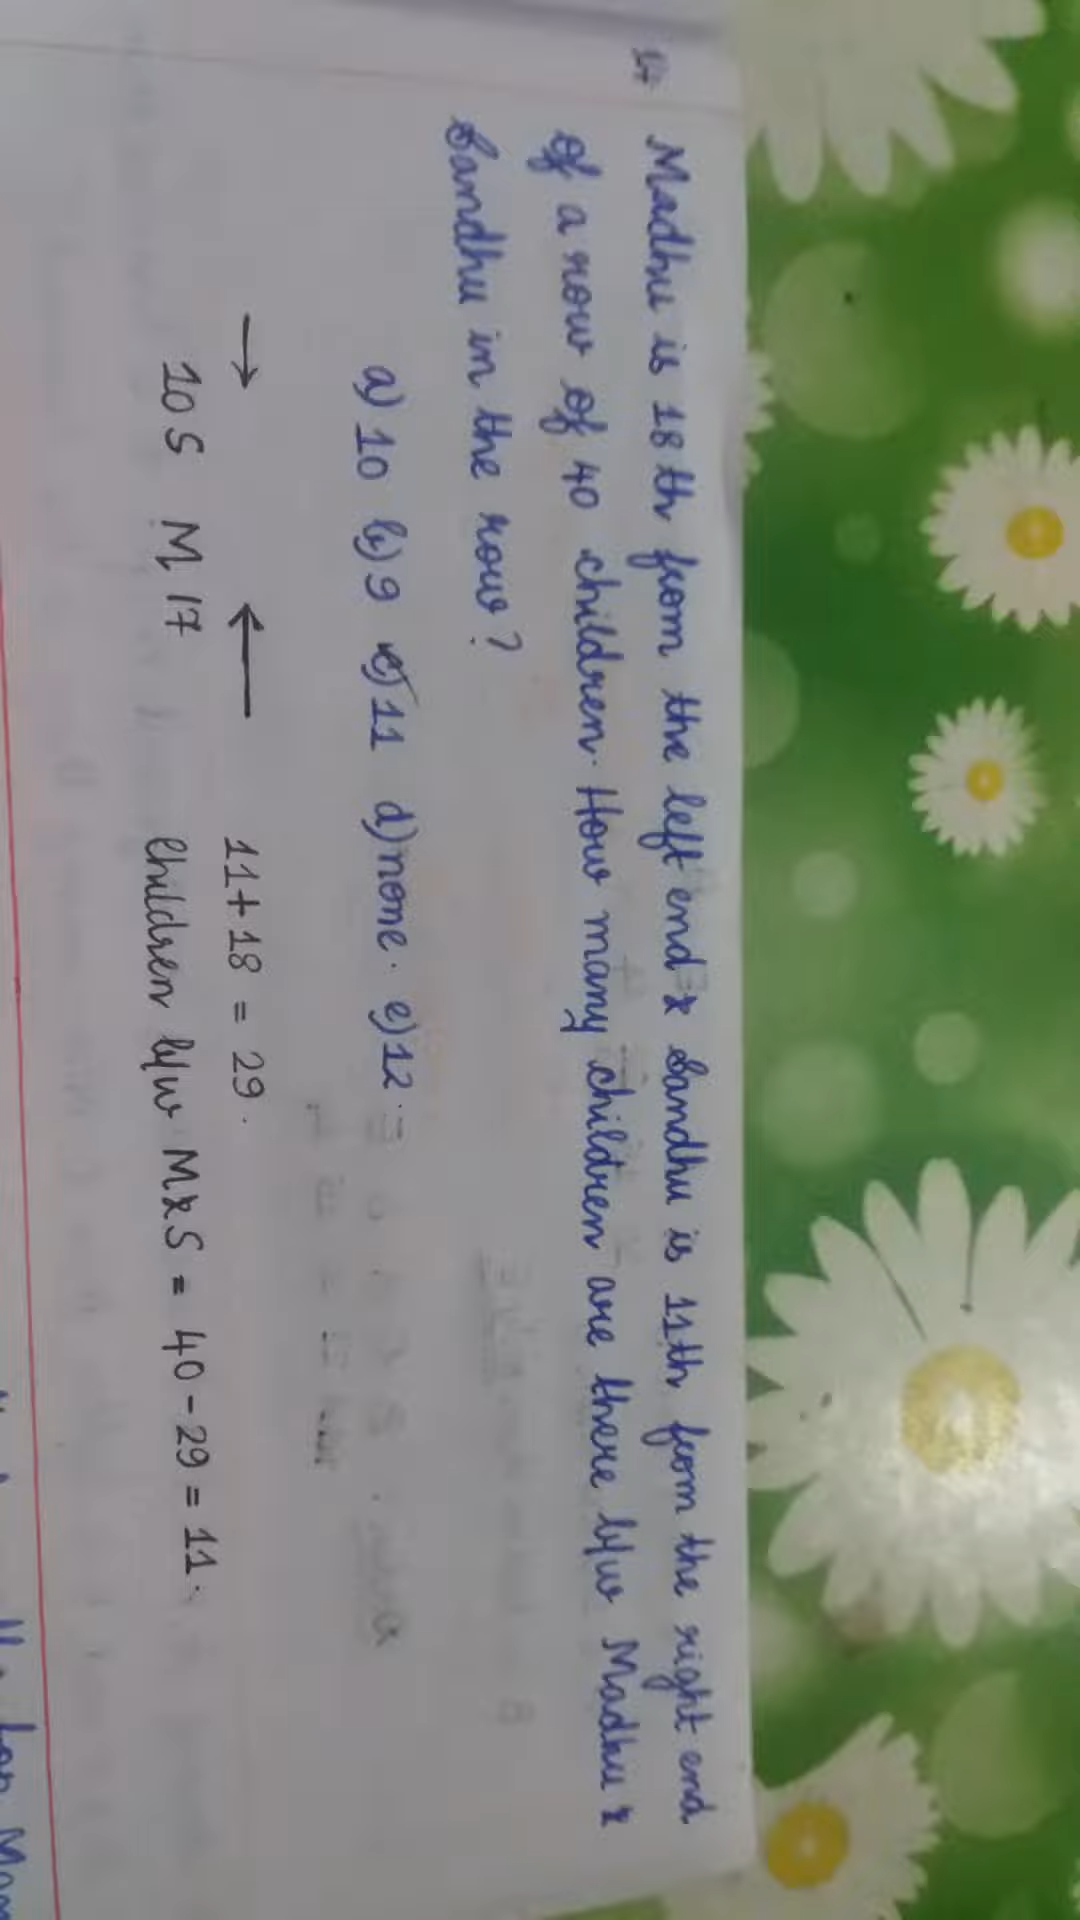 17 Madhu is 18th from the left end & Sandhu is 11th from the right end
of a row of 40 children. How many children are there b/w Madhu &
Sandhu in the row?
a) 10 b) 9 c) 11 d) none. e) 12.
→ ← 11 + 18 = 29.
10 S M 17 Children b/w M & S = 40 - 29 = 11.